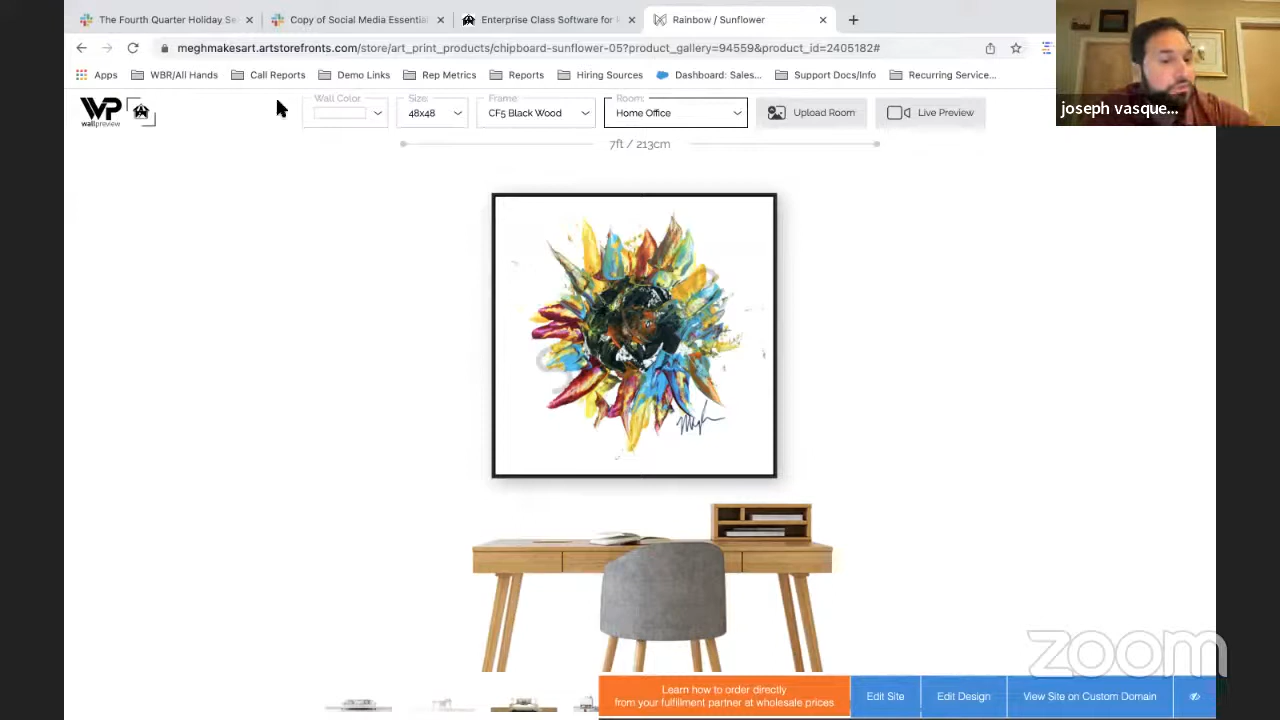 The Fourth Quarter Holiday Se
Copy of Social Media Essential
Enterprise Class Software for I
Rainbow / Sunflower
meghmakesart.artstorefronts.com/store/art_print_products/chipboard-sunflower-05?product_gallery=94559&product_id=2405182#
Apps
WBR/All Hands
Call Reports
Demo Links
Rep Metrics
Reports
Hiring Sources
Dashboard: Sales...
Support Docs/Info
Recurring Service...
joseph vasque...
WP
wallpreview
Wall Color:
Size:
48x48
Frame:
CF5 Black Wood
Room:
Home Office
Upload Room
Live Preview
7ft / 213cm
Megh
zoom
Learn how to order directly
from your fulfillment partner at wholesale prices
Edit Site
Edit Design
View Site on Custom Domain